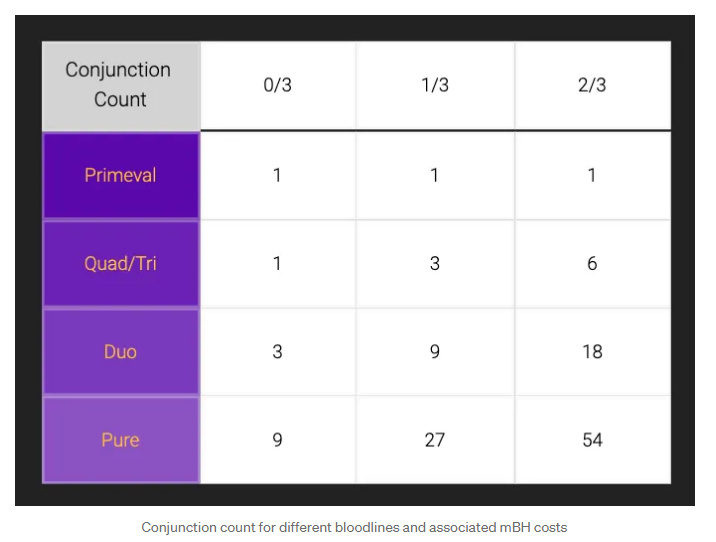 Conjunction
Count
0/3
1/3
2/3
Primeval
1
1
1
Quad/Tri
1
3
6
Duo
3
9
18
Pure
9
27
54
Conjunction count for different bloodlines and associated mBH costs